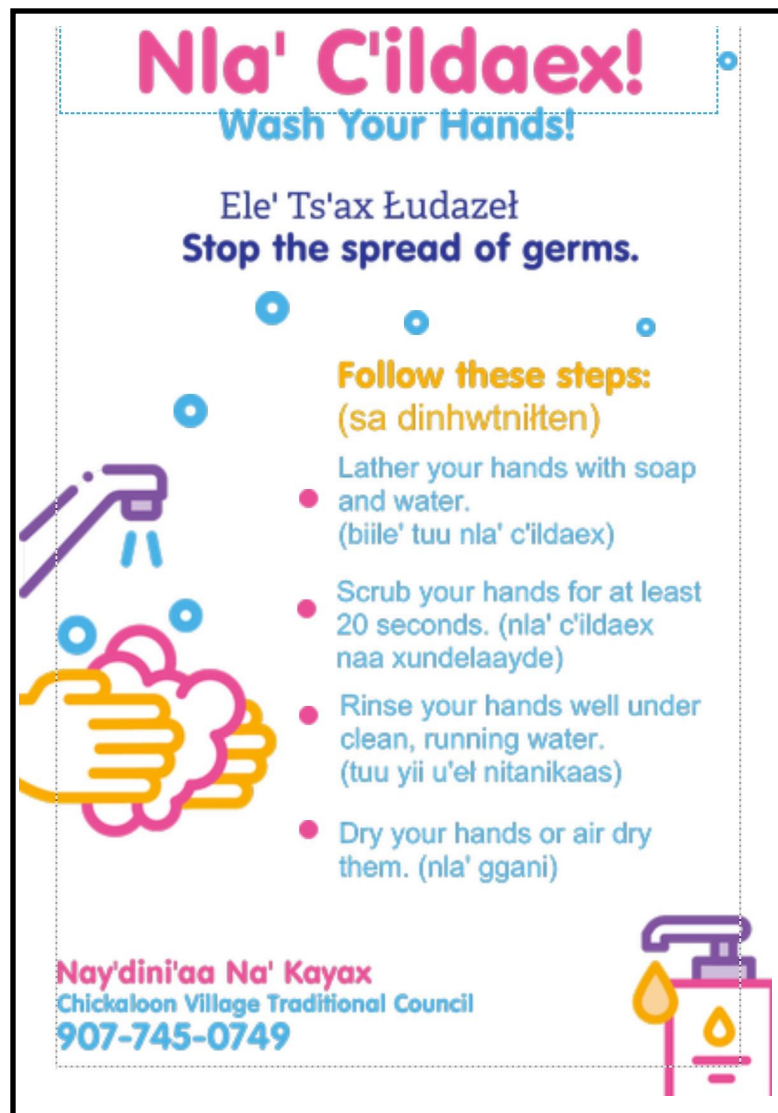 Nla' C'ildaex!
Wash Your Hands!
Ele' Ts'ax Łudazeł
Stop the spread of germs.
Follow these steps:
(sa dinhwtniłten)
Lather your hands with soap
and water.
(biile' tuu nla' c'ildaex)
Scrub your hands for at least
20 seconds. (nla' c'ildaex
naa xundelaayde)
Rinse your hands well under
clean, running water.
(tuu yii u'eł nitanikaas)
Dry your hands or air dry
them. (nla' ggani)
Nay'dini'aa Na' Kayax
Chickaloon Village Traditional Council
907-745-0749